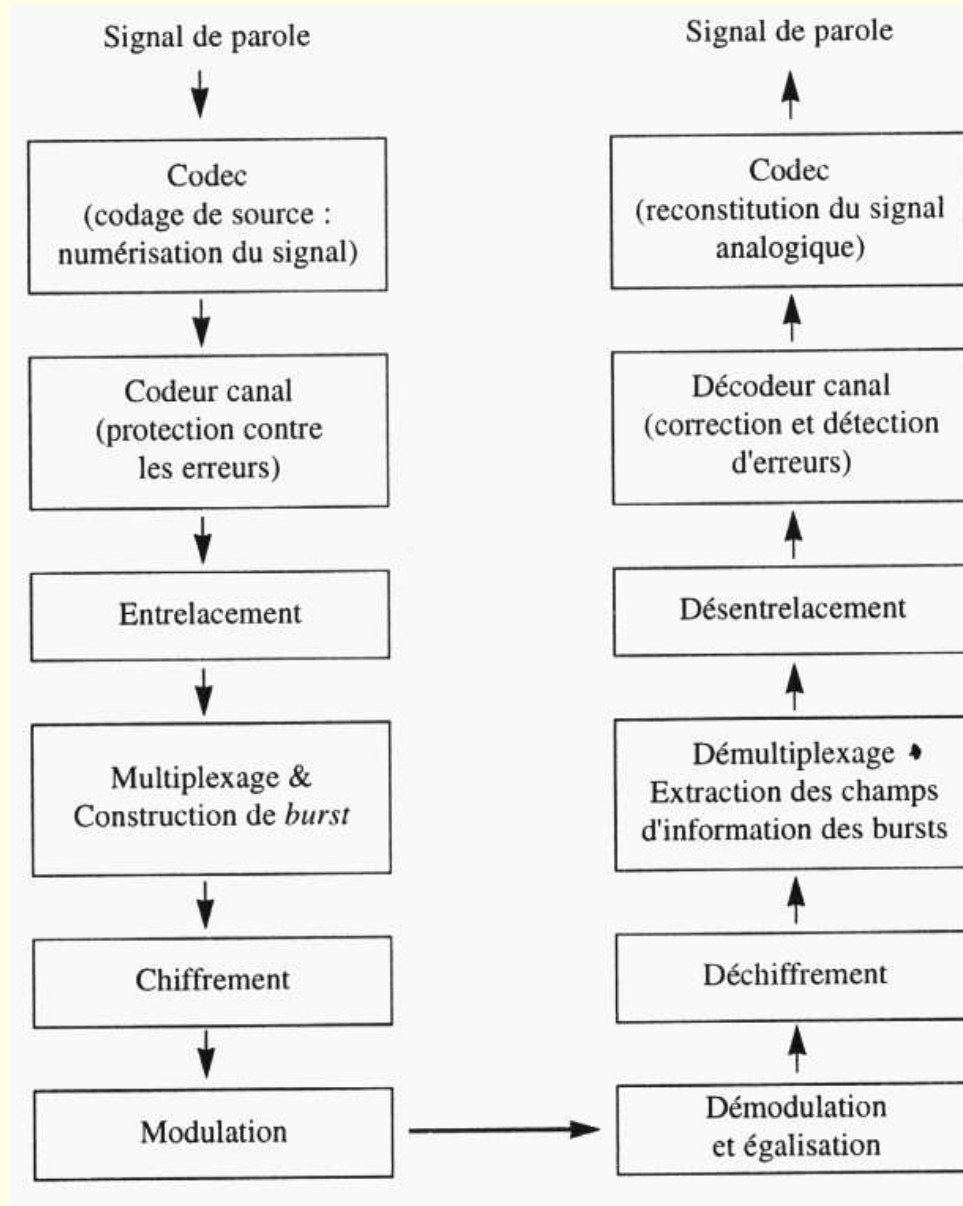 Signal de parole
Codec
(codage de source :
numérisation du signal)
Codeur canal
(protection contre
les erreurs)
Entrelacement
Multiplexage &
Construction de burst
Chiffrement
Modulation
Signal de parole
Codec
(reconstitution du signal
analogique)
Décodeur canal
(correction et détection
d'erreurs)
Désentrelacement
Démultiplexage
Extraction des champs
d'information des bursts
Déchiffrement
Démodulation
et égalisation